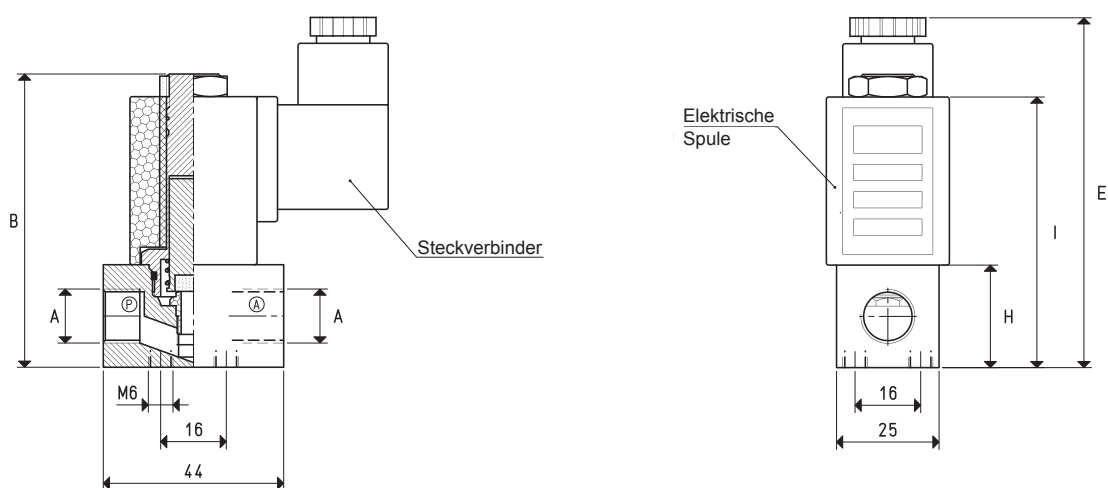 B
A
P
A
A
M6
16
44
Steckverbinder
Elektrische
Spule
E
I
H
16
25